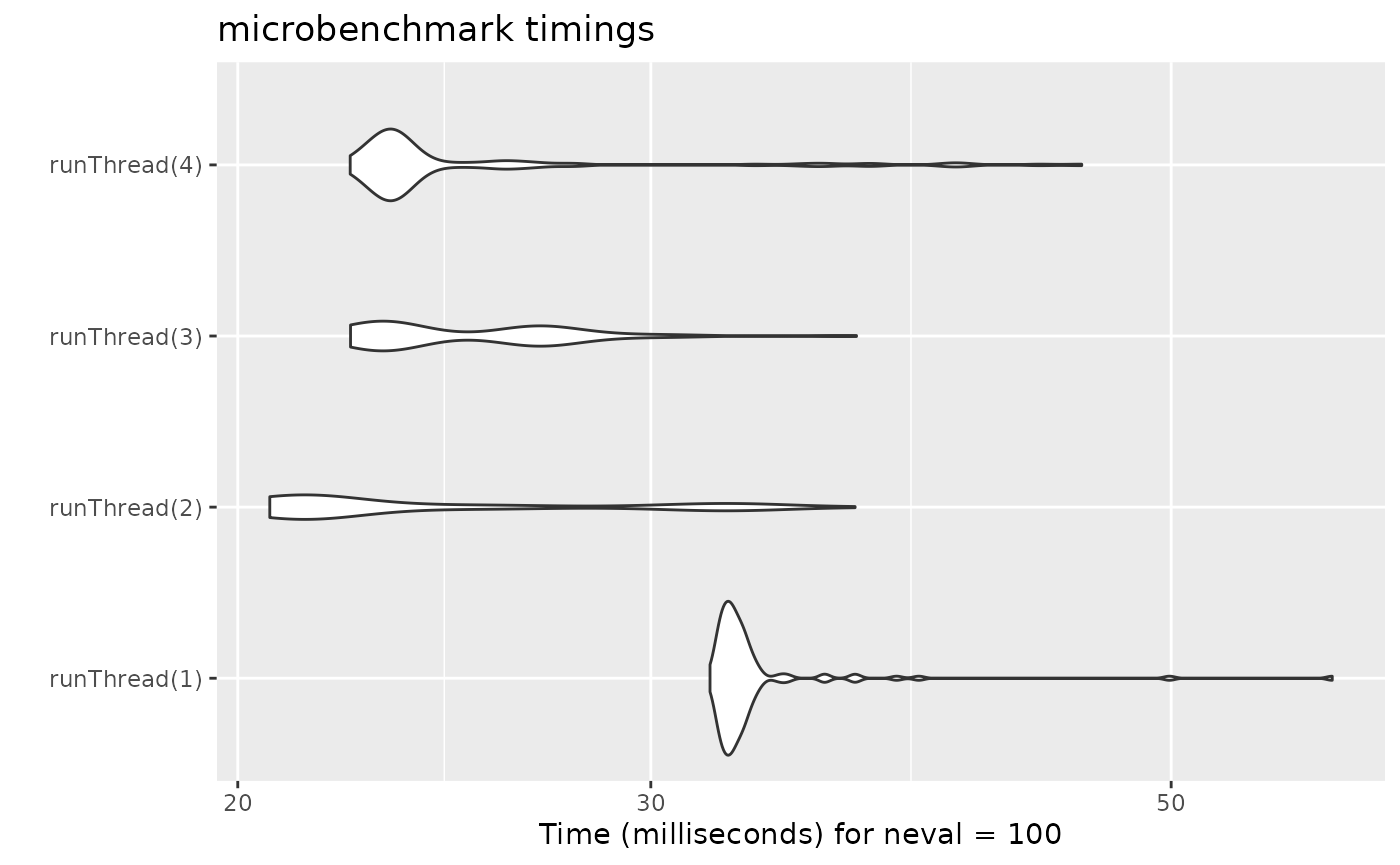 microbenchmark timings
runThread(4)
runThread(3)
runThread(2)
runThread(1)
20 30 50
Time (milliseconds) for neval = 100